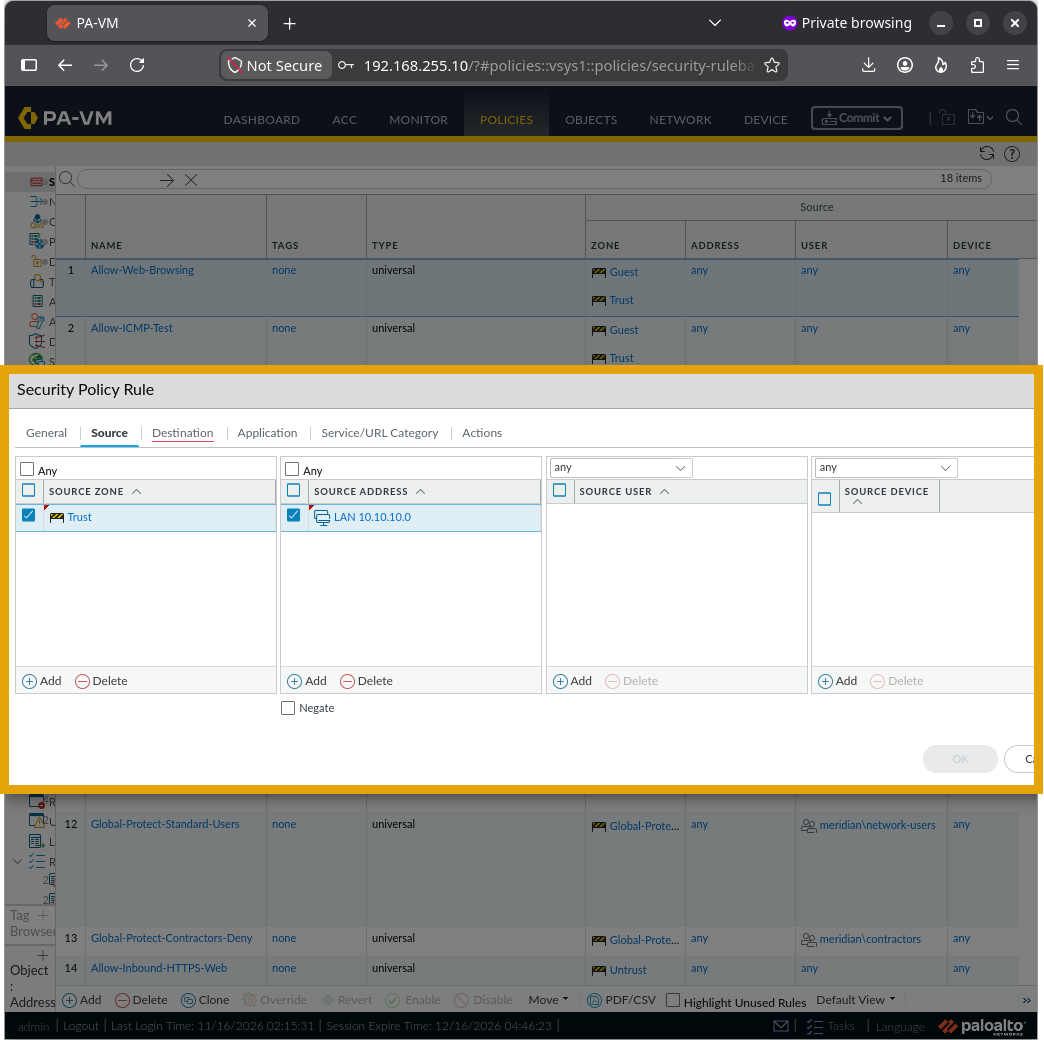 PA-VM
Private browsing
Not Secure 192.168.255.10/?#policies::vsys1::policies/security-ruleba
PA-VM DASHBOARD ACC MONITOR POLICIES OBJECTS NETWORK DEVICE Commit
18 items
Source
NAME TAGS TYPE ZONE ADDRESS USER DEVICE
1 Allow-Web-Browsing none universal Guest any any any
Trust
2 Allow-ICMP-Test none universal Guest any any any
Trust
Security Policy Rule
General Source Destination Application Service/URL Category Actions
Any Any any any
SOURCE ZONE SOURCE ADDRESS SOURCE USER SOURCE DEVICE
Trust LAN 10.10.10.0
Add Delete Add Delete Add Delete Add Delete
Negate
OK
12 Global-Protect-Standard-Users none universal Global-Prote... any meridian\network-users any
13 Global-Protect-Contractors-Deny none universal Global-Prote... any meridian\contractors any
14 Allow-Inbound-HTTPS-Web none universal Untrust any any any
Tag
Browser
Object
:
Address
Add Delete Clone Override Revert Enable Disable Move PDF/CSV Highlight Unused Rules Default View »
admin | Logout | Last Login Time: 11/16/2026 02:15:31 | Session Expire Time: 12/16/2026 04:46:23 | Tasks | Language paloalto
NETWORKS